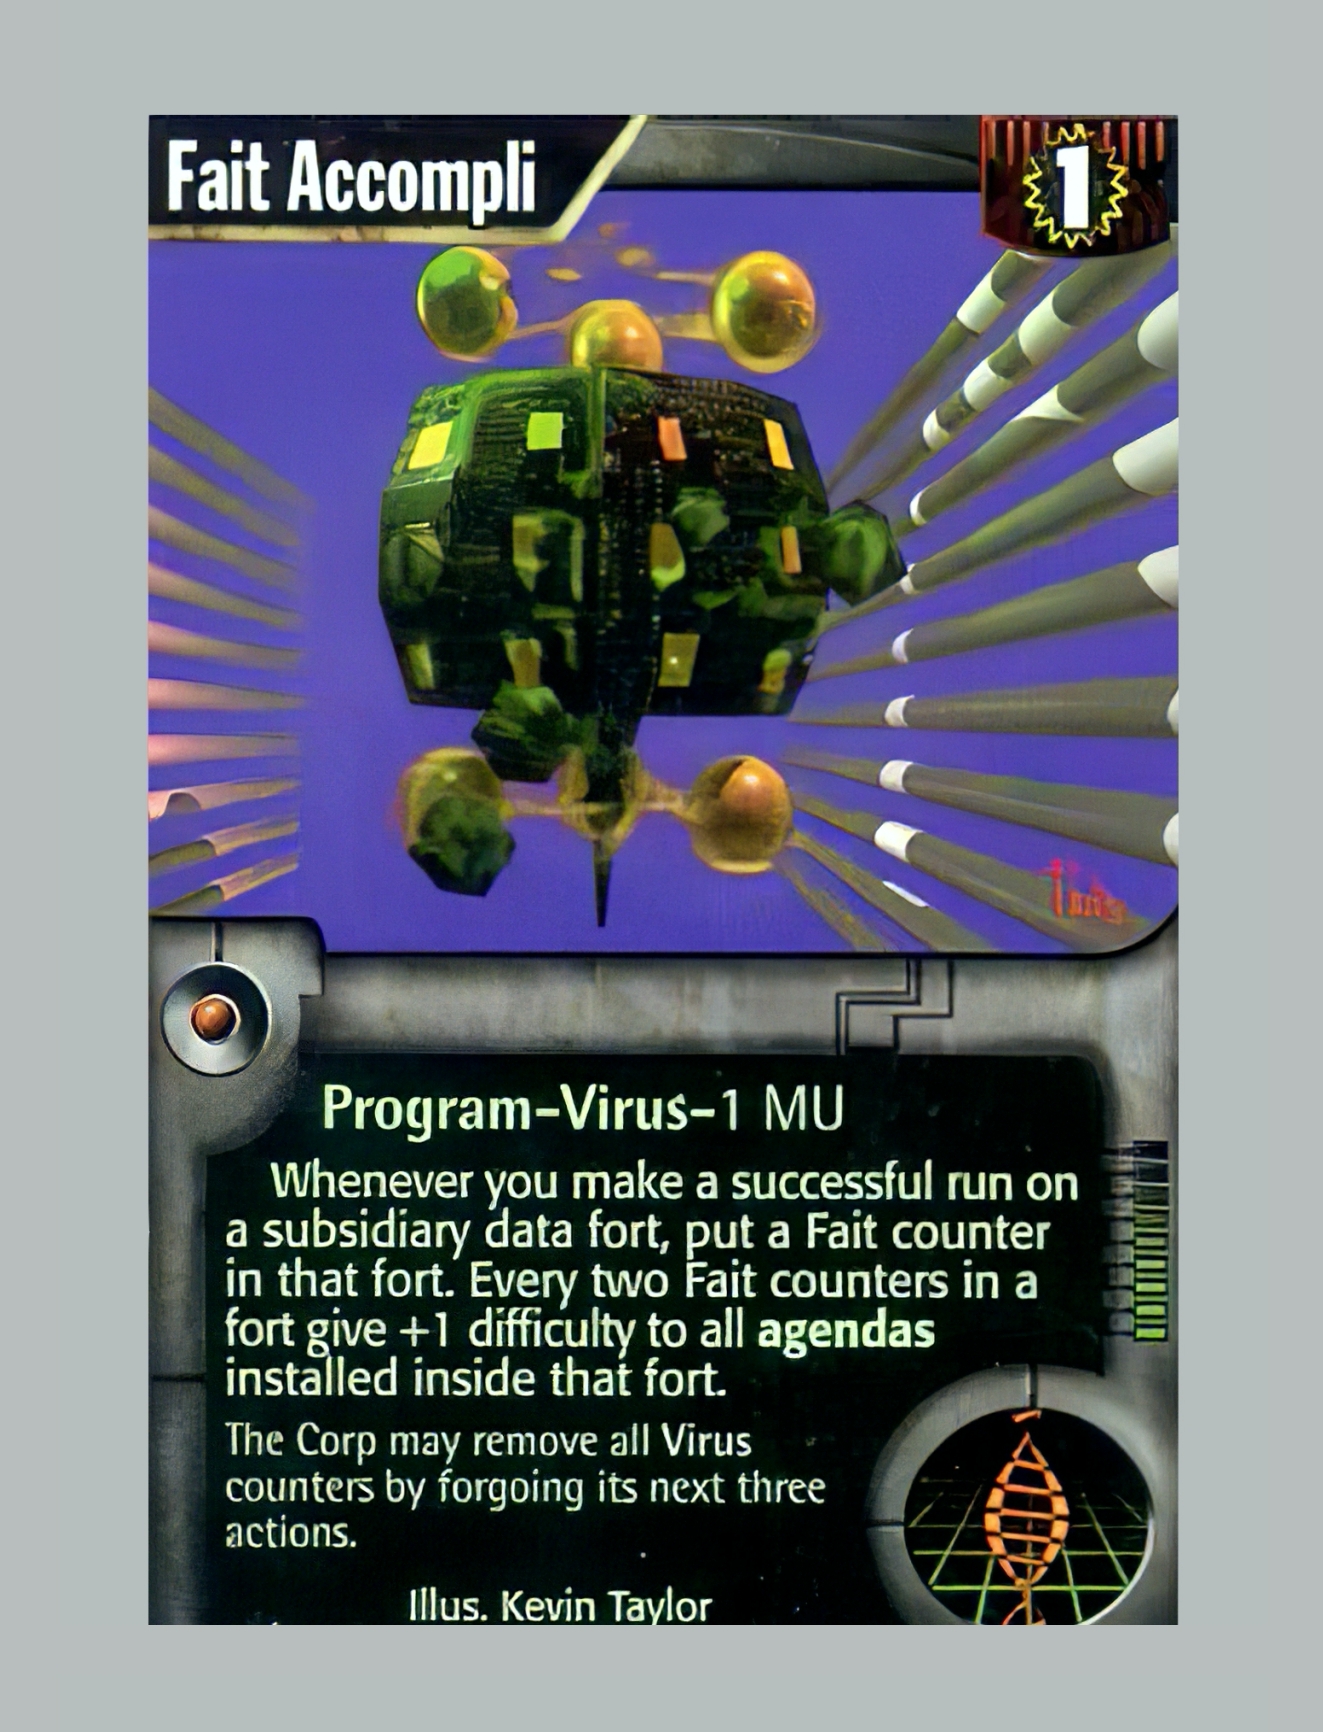 Fait Accompli
1
Program-Virus-1 MU
Whenever you make a successful run on
a subsidiary data fort, put a Fait counter
in that fort. Every two Fait counters in a
fort give +1 difficulty to all agendas
installed inside that fort.
The Corp may remove all Virus
counters by forgoing its next three
actions.
Illus. Kevin Taylor